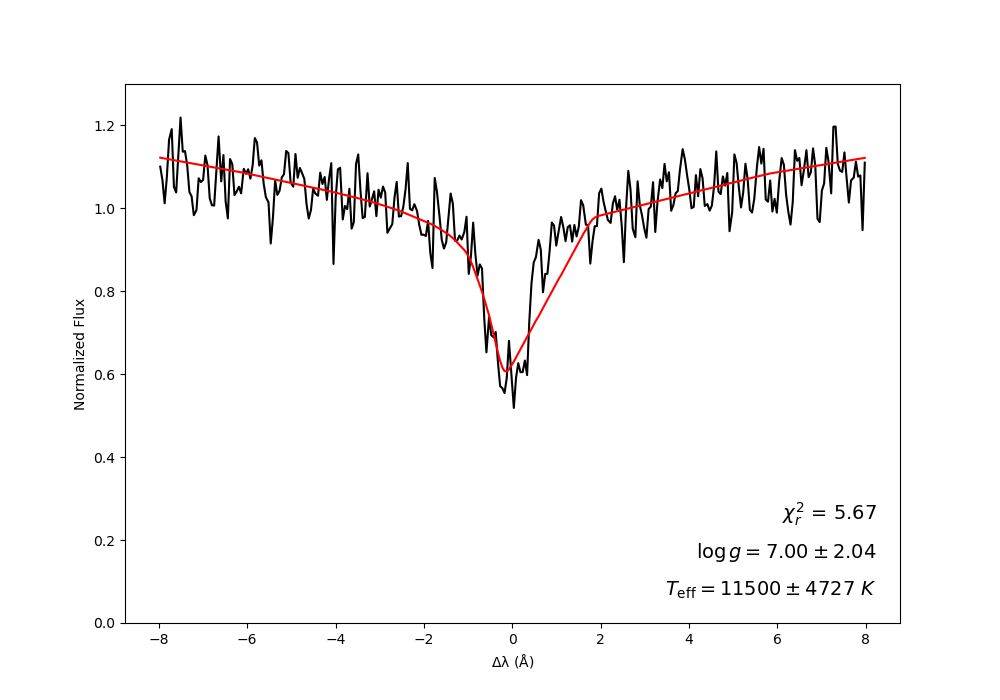 1.2
1.0
0.8
0.6
0.4
0.2
0.0
Normalized Flux
χ²ᵣ = 5.67
log g = 7.00 ± 2.04
T_eff = 11500 ± 4727 K
−8 −6 −4 −2 0 2 4 6 8
Δλ (Å)